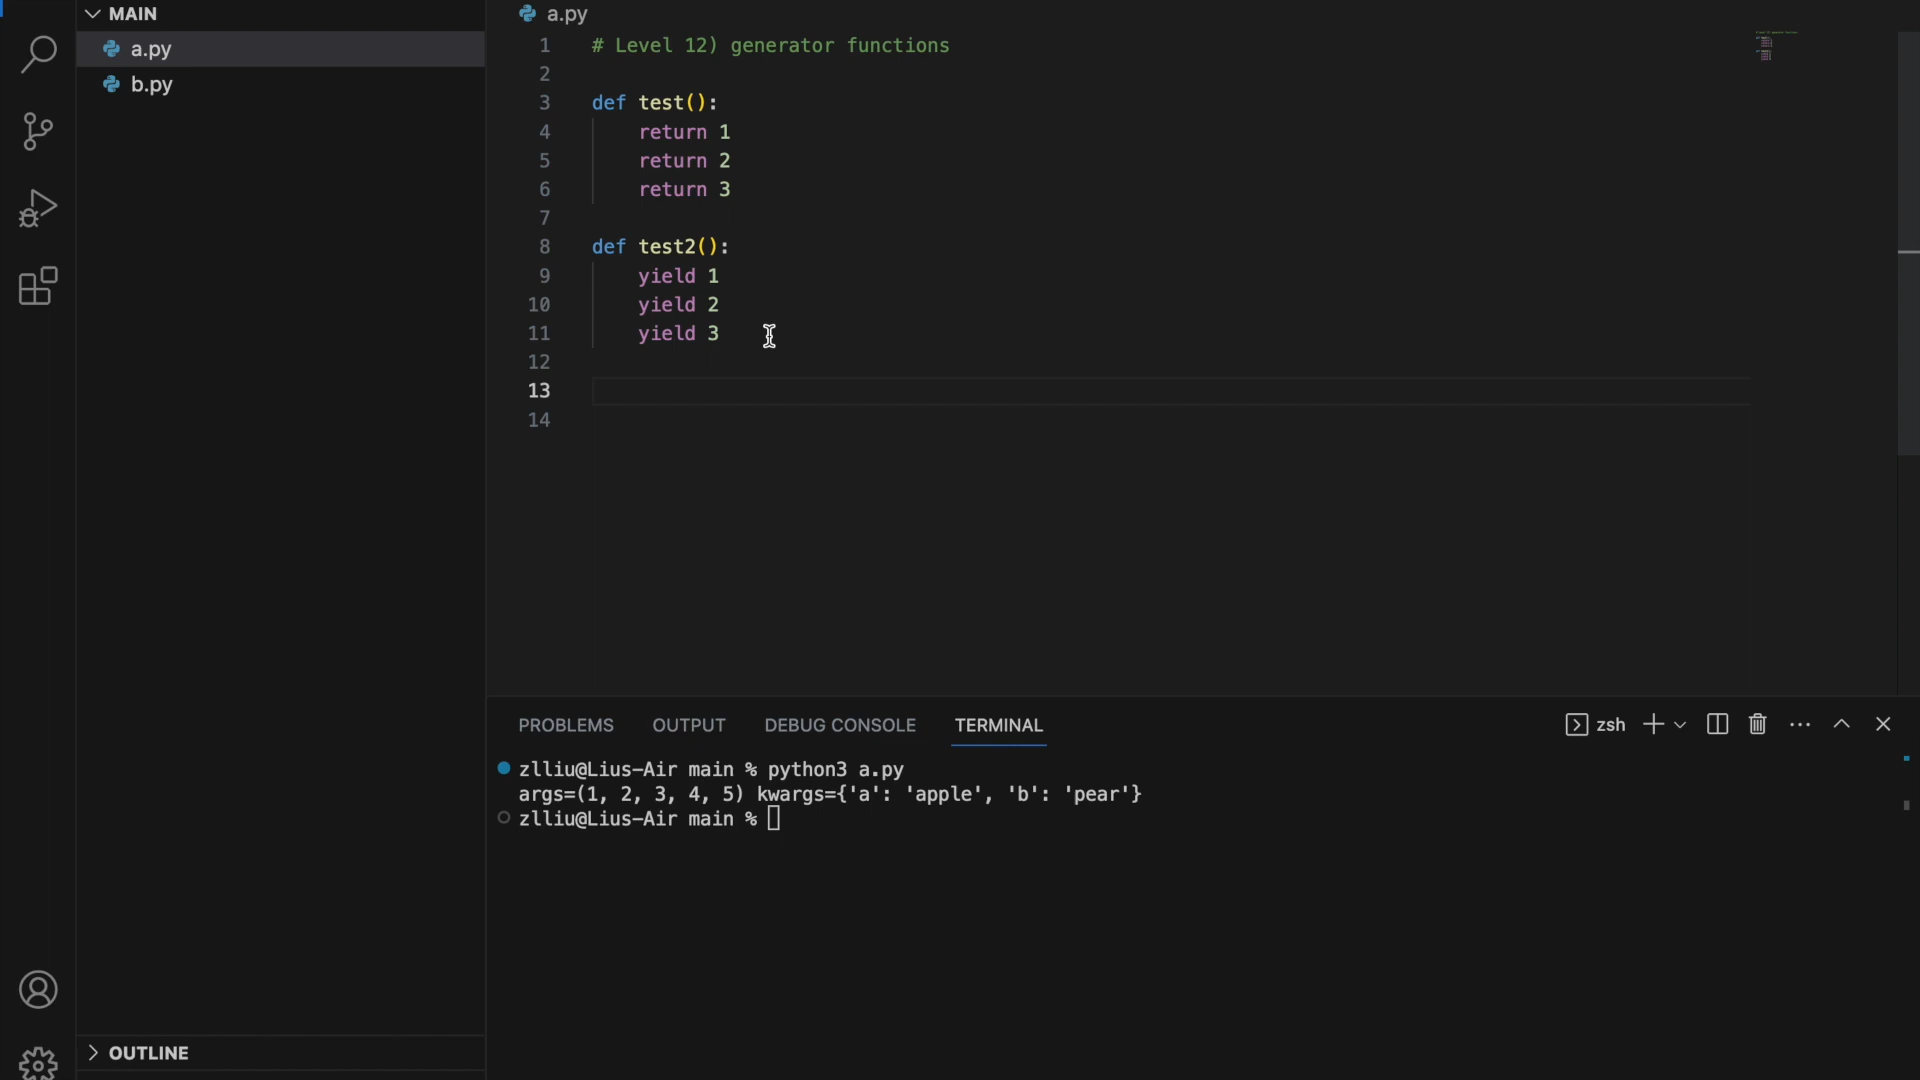 MAIN
a.py
b.py
OUTLINE
a.py
1 # Level 12) generator functions
2
3 def test():
4     return 1
5     return 2
6     return 3
7
8 def test2():
9     yield 1
10     yield 2
11     yield 3
12
13
14
PROBLEMS OUTPUT DEBUG CONSOLE TERMINAL zsh
zlliu@Lius-Air main % python3 a.py
args=(1, 2, 3, 4, 5) kwargs={'a': 'apple', 'b': 'pear'}
zlliu@Lius-Air main %